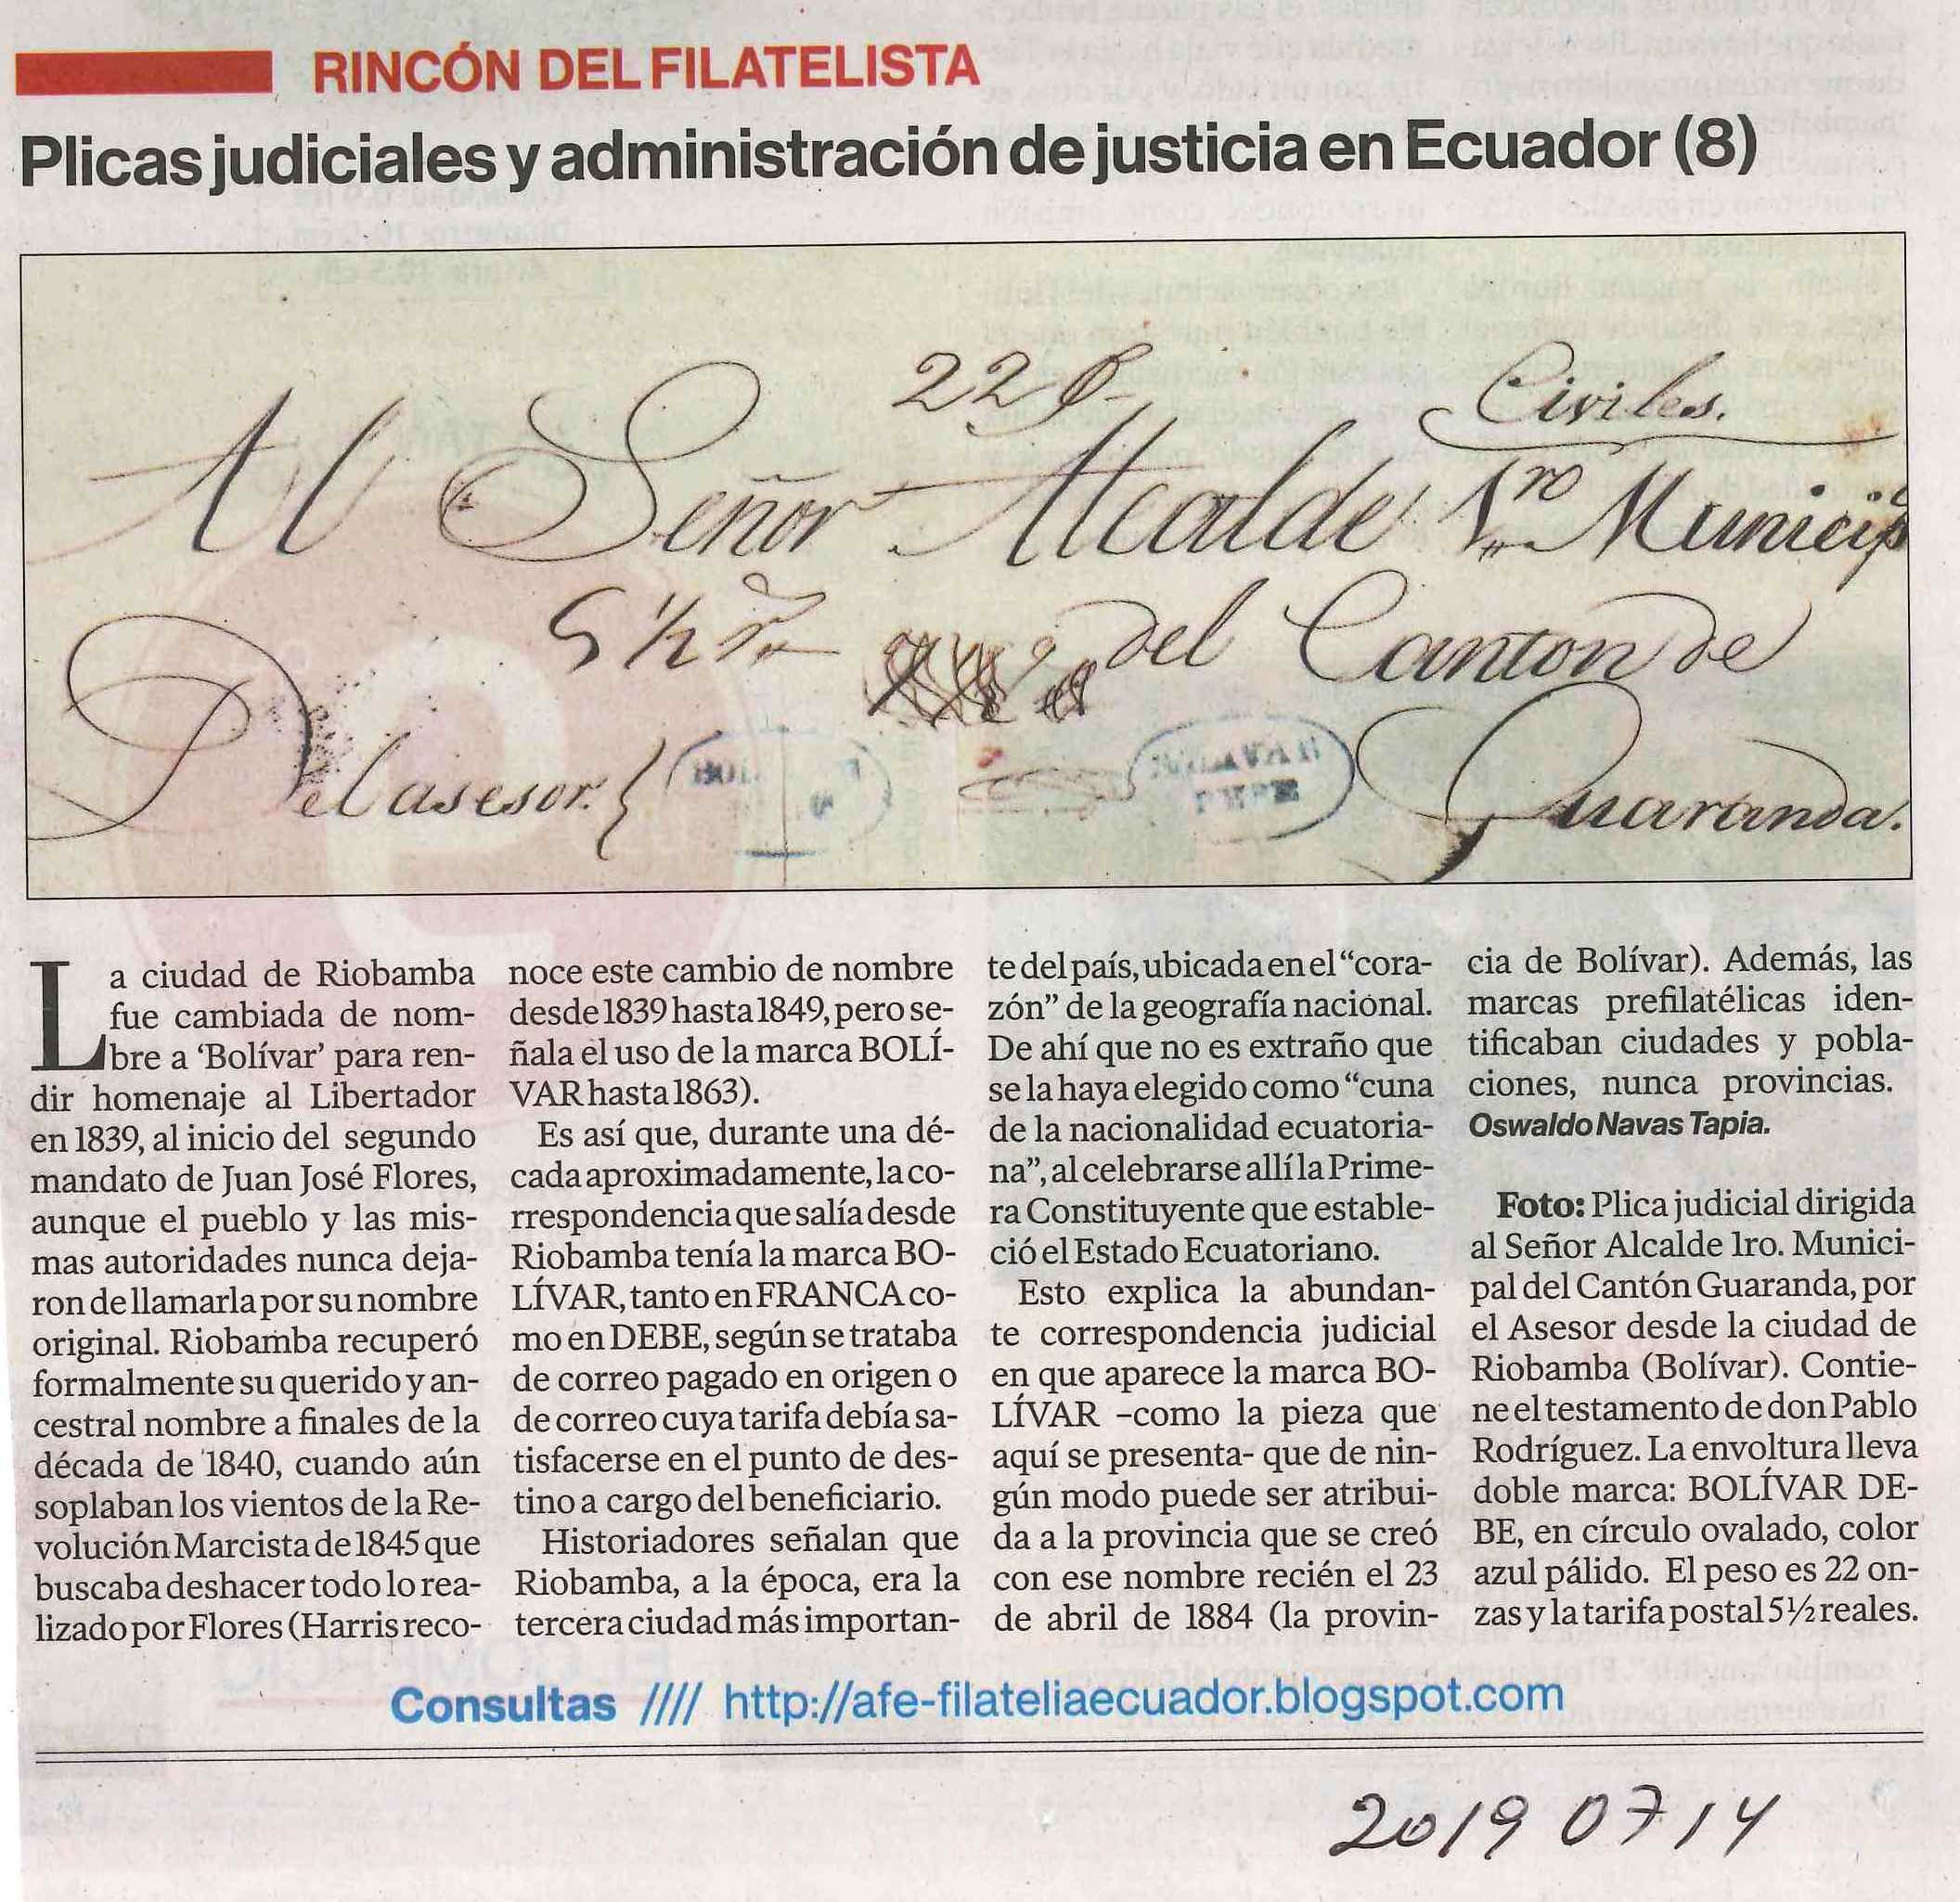 RINCÓN DEL FILATELISTA
Plicas judiciales y administración de justicia en Ecuador (8)
22 Civiles.
Al Señor Alcalde 1ro Municip
5 1/2 del Canton de
Del asesor. BOL BOLIVAR
DEBE Guaranda.
La ciudad de Riobamba
fue cambiada de nom-
bre a ‘Bolívar’ para ren-
dir homenaje al Libertador
en 1839, al inicio del segundo
mandato de Juan José Flores,
aunque el pueblo y las mis-
mas autoridades nunca deja-
ron de llamarla por su nombre
original. Riobamba recuperó
formalmente su querido y an-
cestral nombre a finales de la
década de 1840, cuando aún
soplaban los vientos de la Re-
volución Marcista de 1845 que
buscaba deshacer todo lo rea-
lizado por Flores (Harris reco-
noce este cambio de nombre
desde 1839 hasta 1849, pero se-
ñala el uso de la marca BOLÍ-
VAR hasta 1863).
Es así que, durante una dé-
cada aproximadamente, la co-
rrespondencia que salía desde
Riobamba tenía la marca BO-
LÍVAR, tanto en FRANCA co-
mo en DEBE, según se trataba
de correo pagado en origen o
de correo cuya tarifa debía sa-
tisfacerse en el punto de des-
tino a cargo del beneficiario.
Historiadores señalan que
Riobamba, a la época, era la
tercera ciudad más importan-
te del país, ubicada en el “cora-
zón” de la geografía nacional.
De ahí que no es extraño que
se la haya elegido como “cuna
de la nacionalidad ecuatoria-
na”, al celebrarse allí la Prime-
ra Constituyente que estable-
ció el Estado Ecuatoriano.
Esto explica la abundan-
te correspondencia judicial
en que aparece la marca BO-
LÍVAR –como la pieza que
aquí se presenta- que de nin-
gún modo puede ser atribui-
da a la provincia que se creó
con ese nombre recién el 23
de abril de 1884 (la provin-
cia de Bolívar). Además, las
marcas prefilatélicas iden-
tificaban ciudades y pobla-
ciones, nunca provincias.
Oswaldo Navas Tapia.
Foto: Plica judicial dirigida
al Señor Alcalde 1ro. Munici-
pal del Cantón Guaranda, por
el Asesor desde la ciudad de
Riobamba (Bolívar). Contie-
ne el testamento de don Pablo
Rodríguez. La envoltura lleva
doble marca: BOLÍVAR DE-
BE, en círculo ovalado, color
azul pálido. El peso es 22 on-
zas y la tarifa postal 5½ reales.
Consultas //// http://afe-filateliaecuador.blogspot.com
2019 07 14